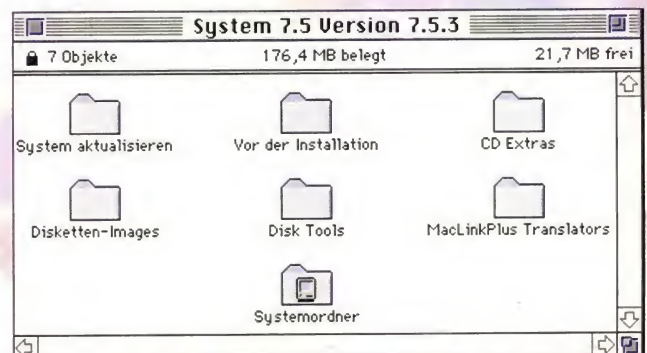 System 7.5 Version 7.5.3
7 Objekte 176,4 MB belegt 21,7 MB frei
System aktualisieren Vor der Installation CD Extras
Disketten-Images Disk Tools MacLinkPlus Translators
Systemordner